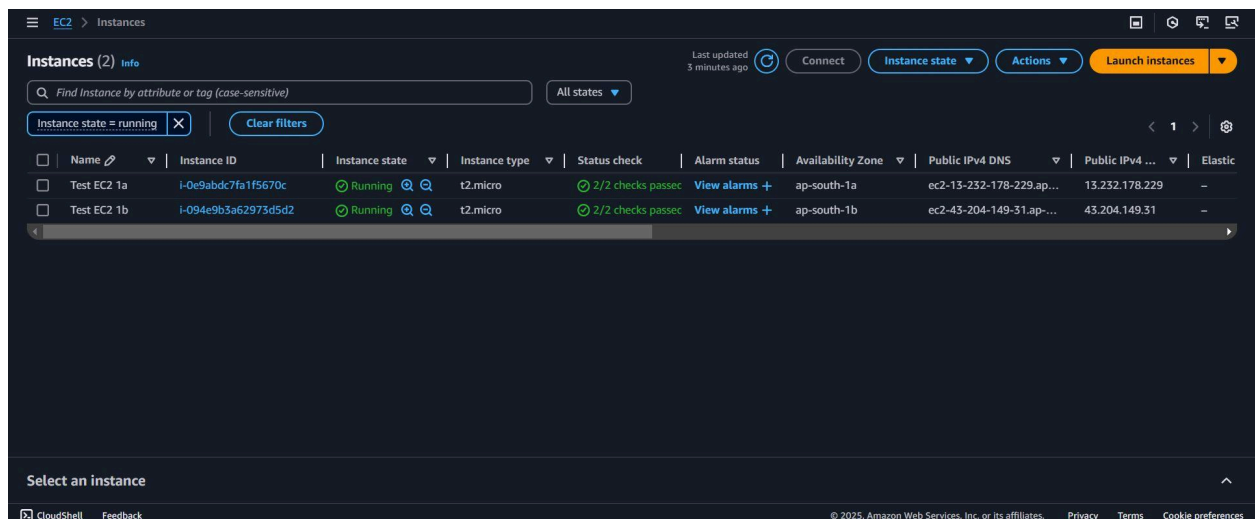 EC2 > Instances
Instances (2) Info
Last updated
3 minutes ago
Connect
Instance state
Actions
Launch instances
Find Instance by attribute or tag (case-sensitive)
All states
Instance state = running
Clear filters
1
Name Instance ID Instance state Instance type Status check Alarm status Availability Zone Public IPv4 DNS Public IPv4 ... Elastic
Test EC2 1a i-0e9abdc7fa1f5670c Running t2.micro 2/2 checks passec View alarms + ap-south-1a ec2-13-232-178-229.ap... 13.232.178.229 –
Test EC2 1b i-094e9b3a62973d5d2 Running t2.micro 2/2 checks passec View alarms + ap-south-1b ec2-43-204-149-31.ap-... 43.204.149.31 –
Select an instance
CloudShell Feedback © 2025, Amazon Web Services, Inc. or its affiliates. Privacy Terms Cookie preferences